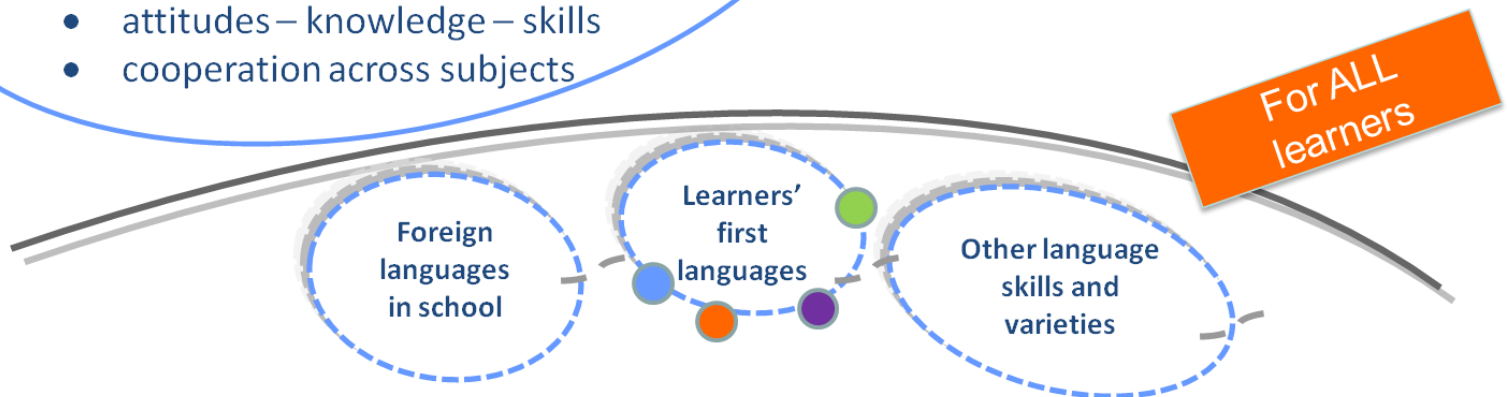 • attitudes – knowledge – skills
• cooperation across subjects
For ALL
learners
Foreign
languages
in school
Learners’
first
languages
Other language
skills and
varieties